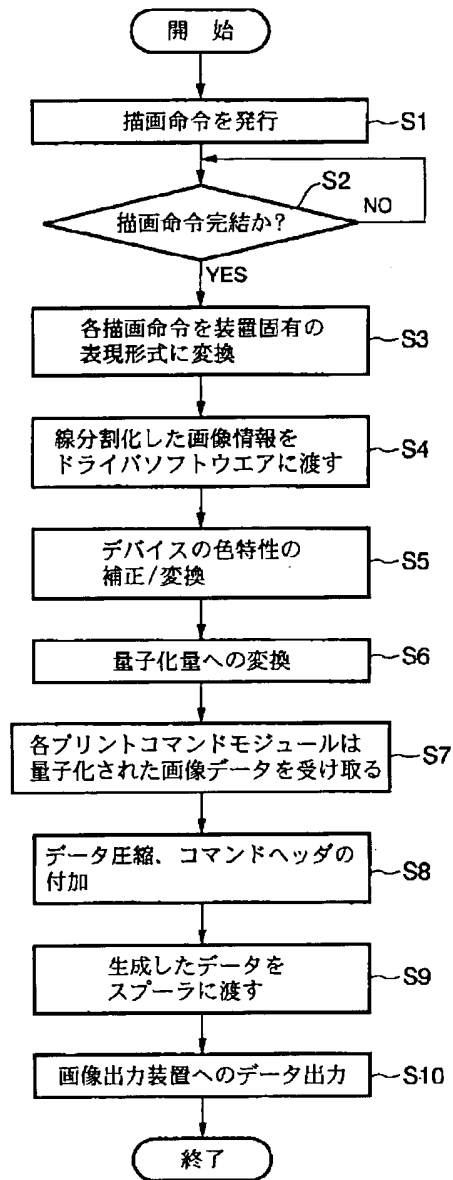 開 始
描画命令を発行
S1
S2
描画命令完結か?
NO
YES
各描画命令を装置固有の
表現形式に変換
S3
線分割化した画像情報を
ドライバソフトウエアに渡す
S4
デバイスの色特性の
補正/変換
S5
量子化量への変換
S6
各プリントコマンドモジュールは
量子化された画像データを受け取る
S7
データ圧縮、コマンドヘッダの
付加
S8
生成したデータを
スプーラに渡す
S9
画像出力装置へのデータ出力
S10
終了